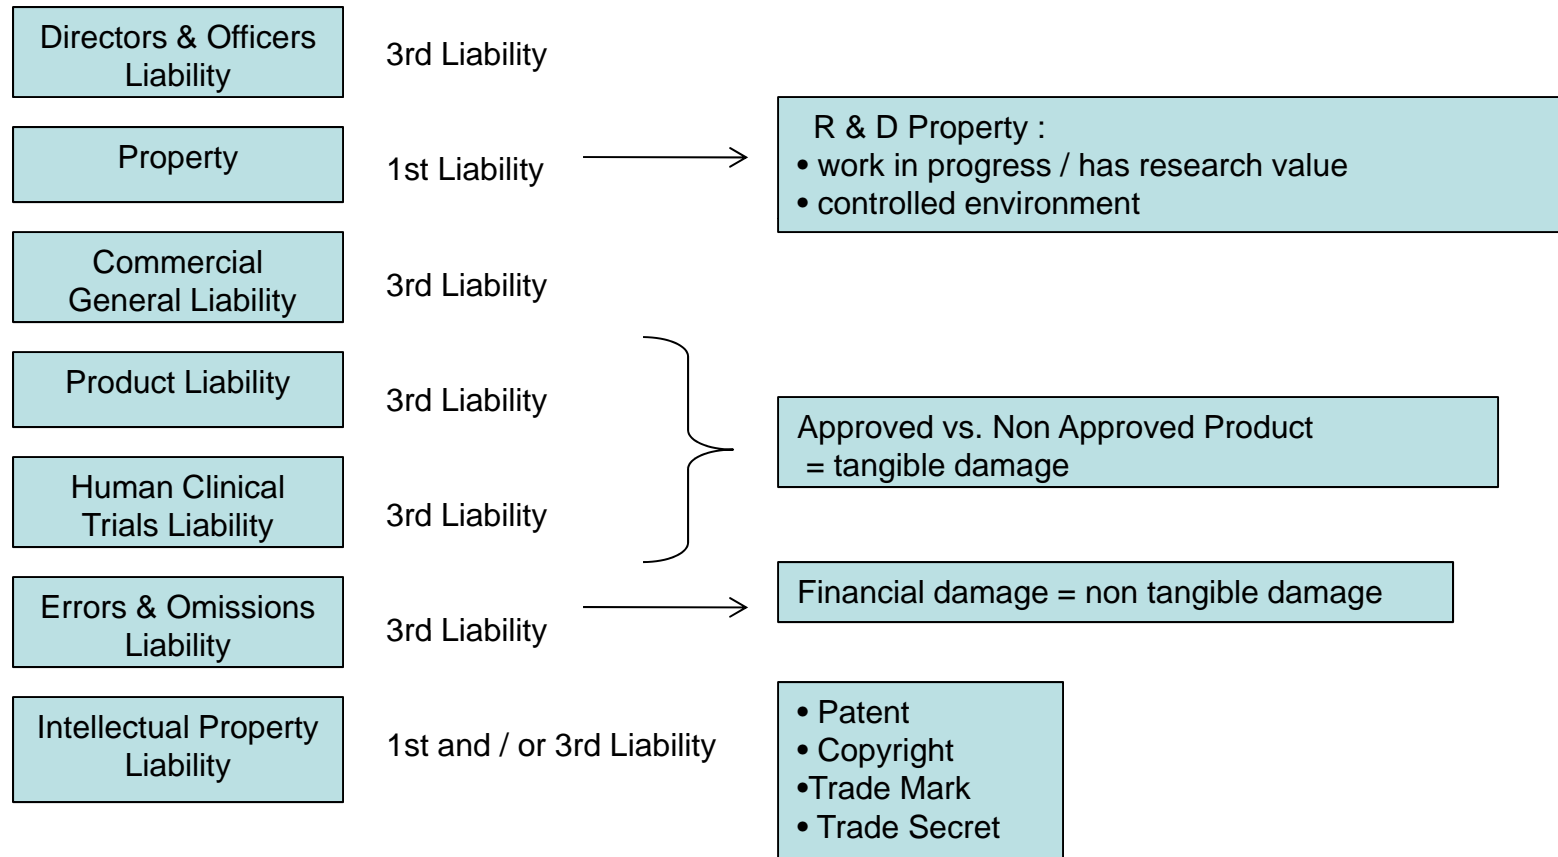 Directors & Officers
Liability
3rd Liability
Property
1st Liability
R & D Property :
• work in progress / has research value
• controlled environment
Commercial
General Liability
3rd Liability
Product Liability
3rd Liability
Approved vs. Non Approved Product
= tangible damage
Human Clinical
Trials Liability
3rd Liability
Errors & Omissions
Liability
3rd Liability
Financial damage = non tangible damage
Intellectual Property
Liability
1st and / or 3rd Liability
• Patent
• Copyright
•Trade Mark
• Trade Secret